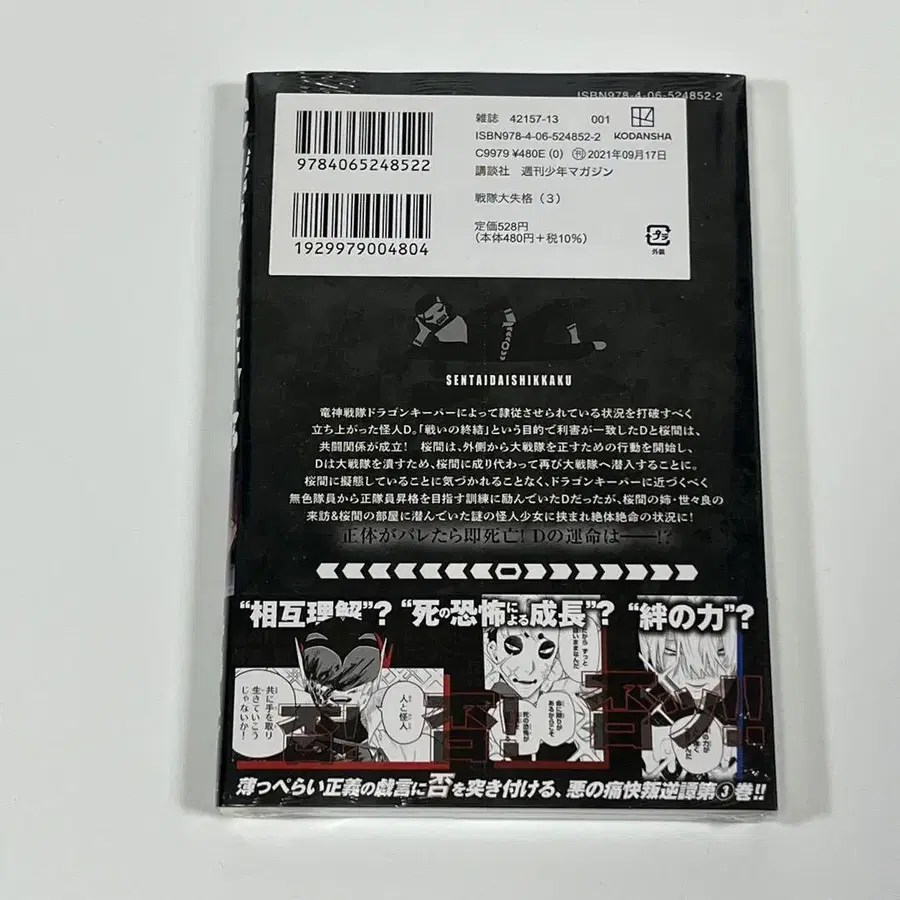 ISBN978-4-06-524852-2
雑誌 42157-13 001
ISBN978-4-06-524852-2
KODANSHA
C9979 ¥480E (0) 刊 2021年09月17日
講談社 週刊少年マガジン
9784065248522
戦隊大失格（3）
定価528円
（本体480円＋税10％）
1929979004804
プラ
外装
SENTAIDAISHIKKAKU
竜神戦隊ドラゴンキーパーによって隷従させられている状況を打破すべく
立ち上がった怪人D。「戦いの終結」という目的で利害が一致したDと桜間は、
共闘関係が成立! 桜間は、外側から大戦隊を正すための行動を開始し、
Dは大戦隊を潰すため、桜間に成り代わって再び大戦隊へ潜入することに。
桜間に擬態していることに気づかれることなく、ドラゴンキーパーに近づくべく
無色隊員から正隊員昇格を目指す訓練に励んでいたDだったが、桜間の姉・世々良の
来訪&桜間の部屋に潜んでいた謎の怪人少女に挟まれ絶体絶命の状況に!
正体がバレたら即死亡! Dの運命は――!?
“相互理解”? “死の恐怖による成長”? “絆の力”?
人と怪人
共に手を取り
生きていこう
じゃないか!
命に限りが
あるからこそ
死の恐怖が
否
否!
否ッ!!
薄っぺらい正義の戯言に否を突き付ける、悪の痛快叛逆譚第3巻!!